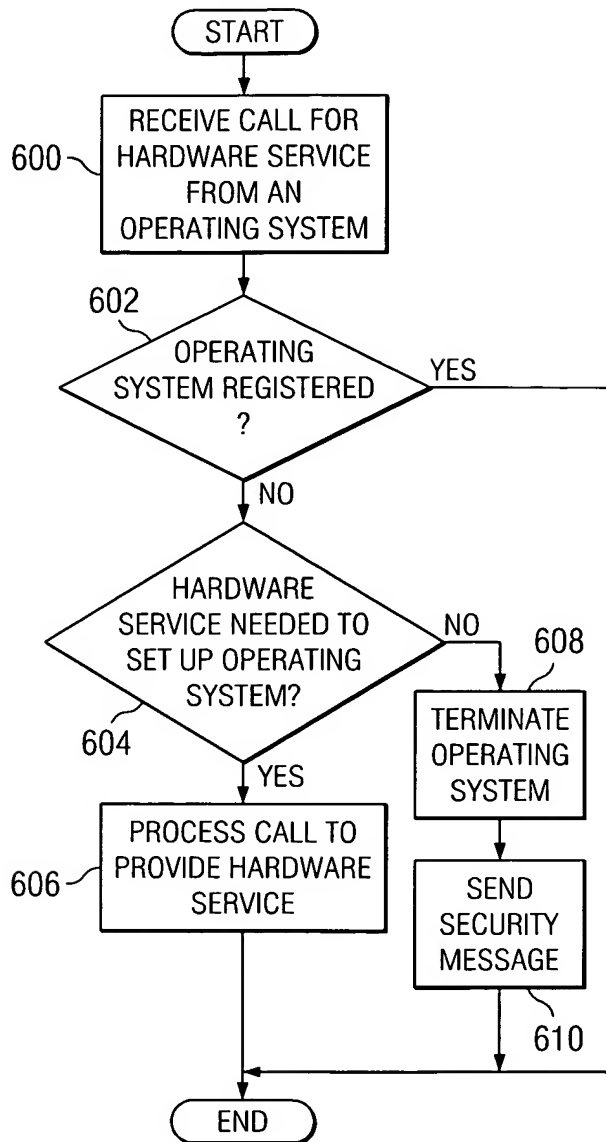 START
RECEIVE CALL FOR
HARDWARE SERVICE
FROM AN
OPERATING SYSTEM
600
602
OPERATING
SYSTEM REGISTERED
?
YES
NO
HARDWARE
SERVICE NEEDED TO
SET UP OPERATING
SYSTEM?
NO
604
YES
608
TERMINATE
OPERATING
SYSTEM
PROCESS CALL TO
PROVIDE HARDWARE
SERVICE
606
SEND
SECURITY
MESSAGE
610
END